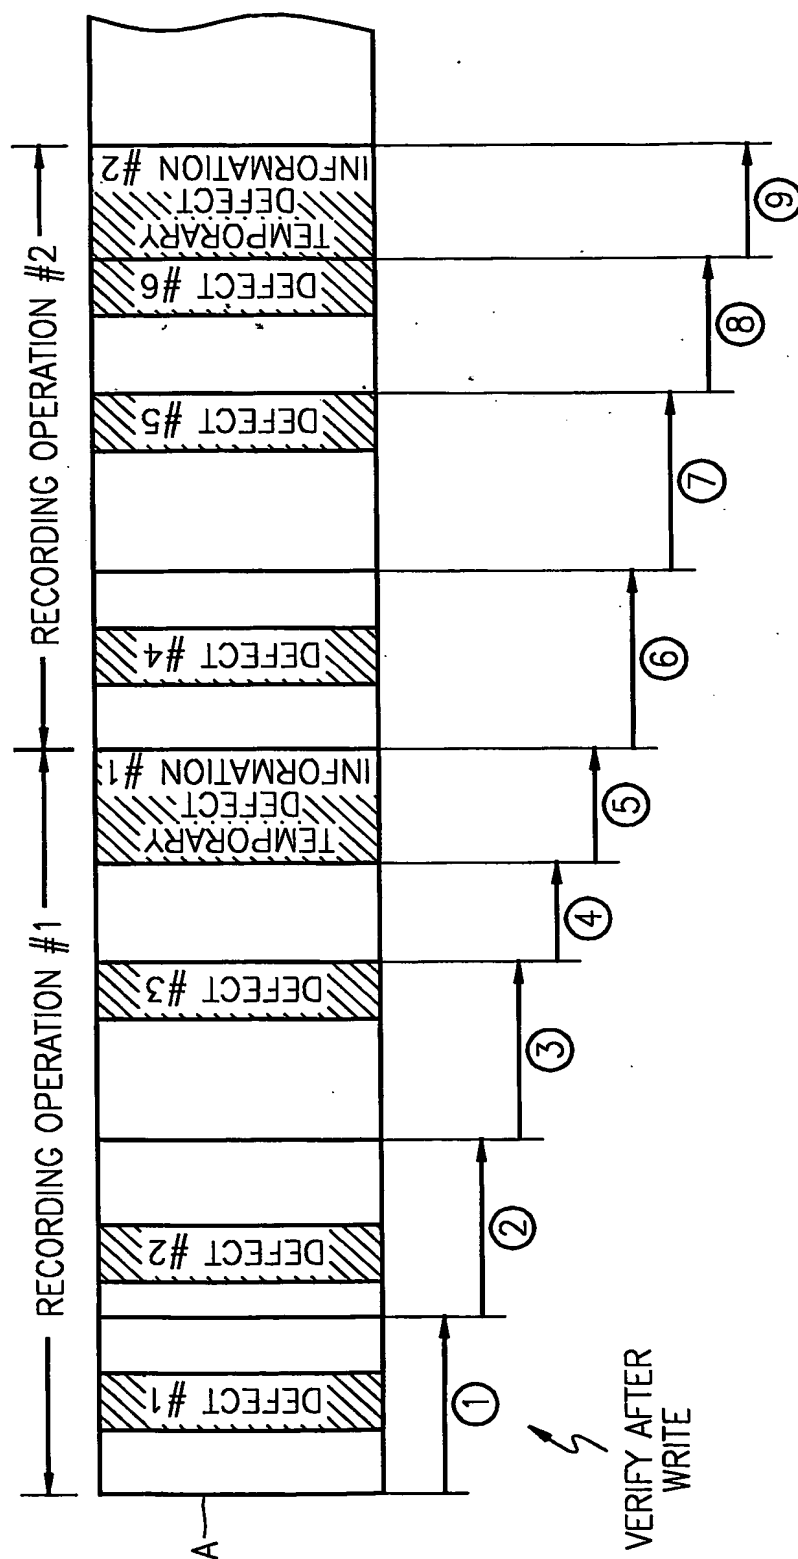 RECORDING OPERATION #1
RECORDING OPERATION #2
A
DEFECT #1
DEFECT #2
DEFECT #3
TEMPORARY
DEFECT
INFORMATION #1
DEFECT #4
DEFECT #5
DEFECT #6
TEMPORARY
DEFECT
INFORMATION #2
①
②
③
④
⑤
⑥
⑦
⑧
⑨
VERIFY AFTER
WRITE